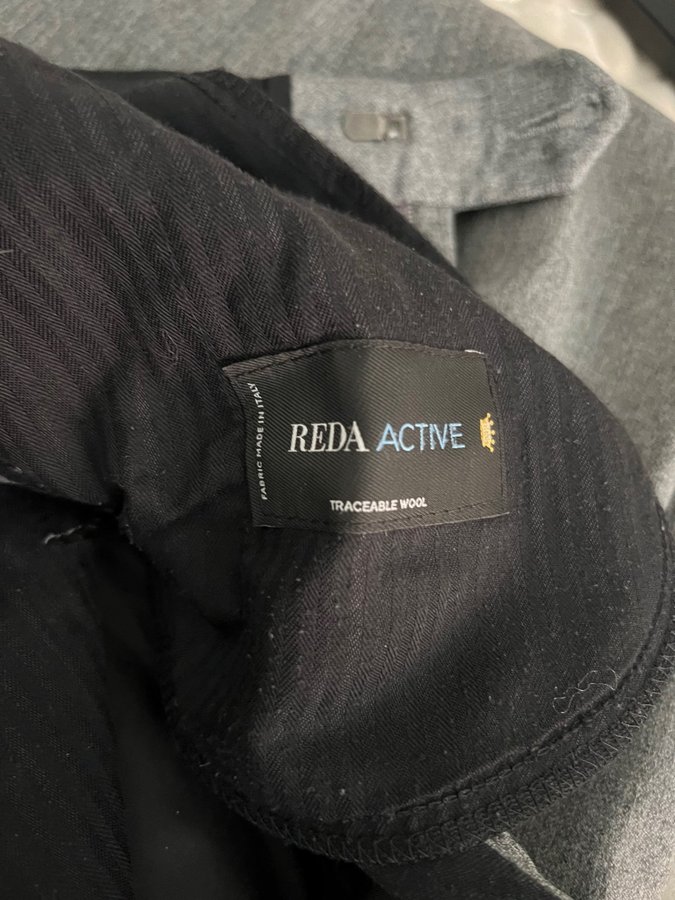 FABRIC MADE IN ITALY
REDA ACTIVE
TRACEABLE WOOL